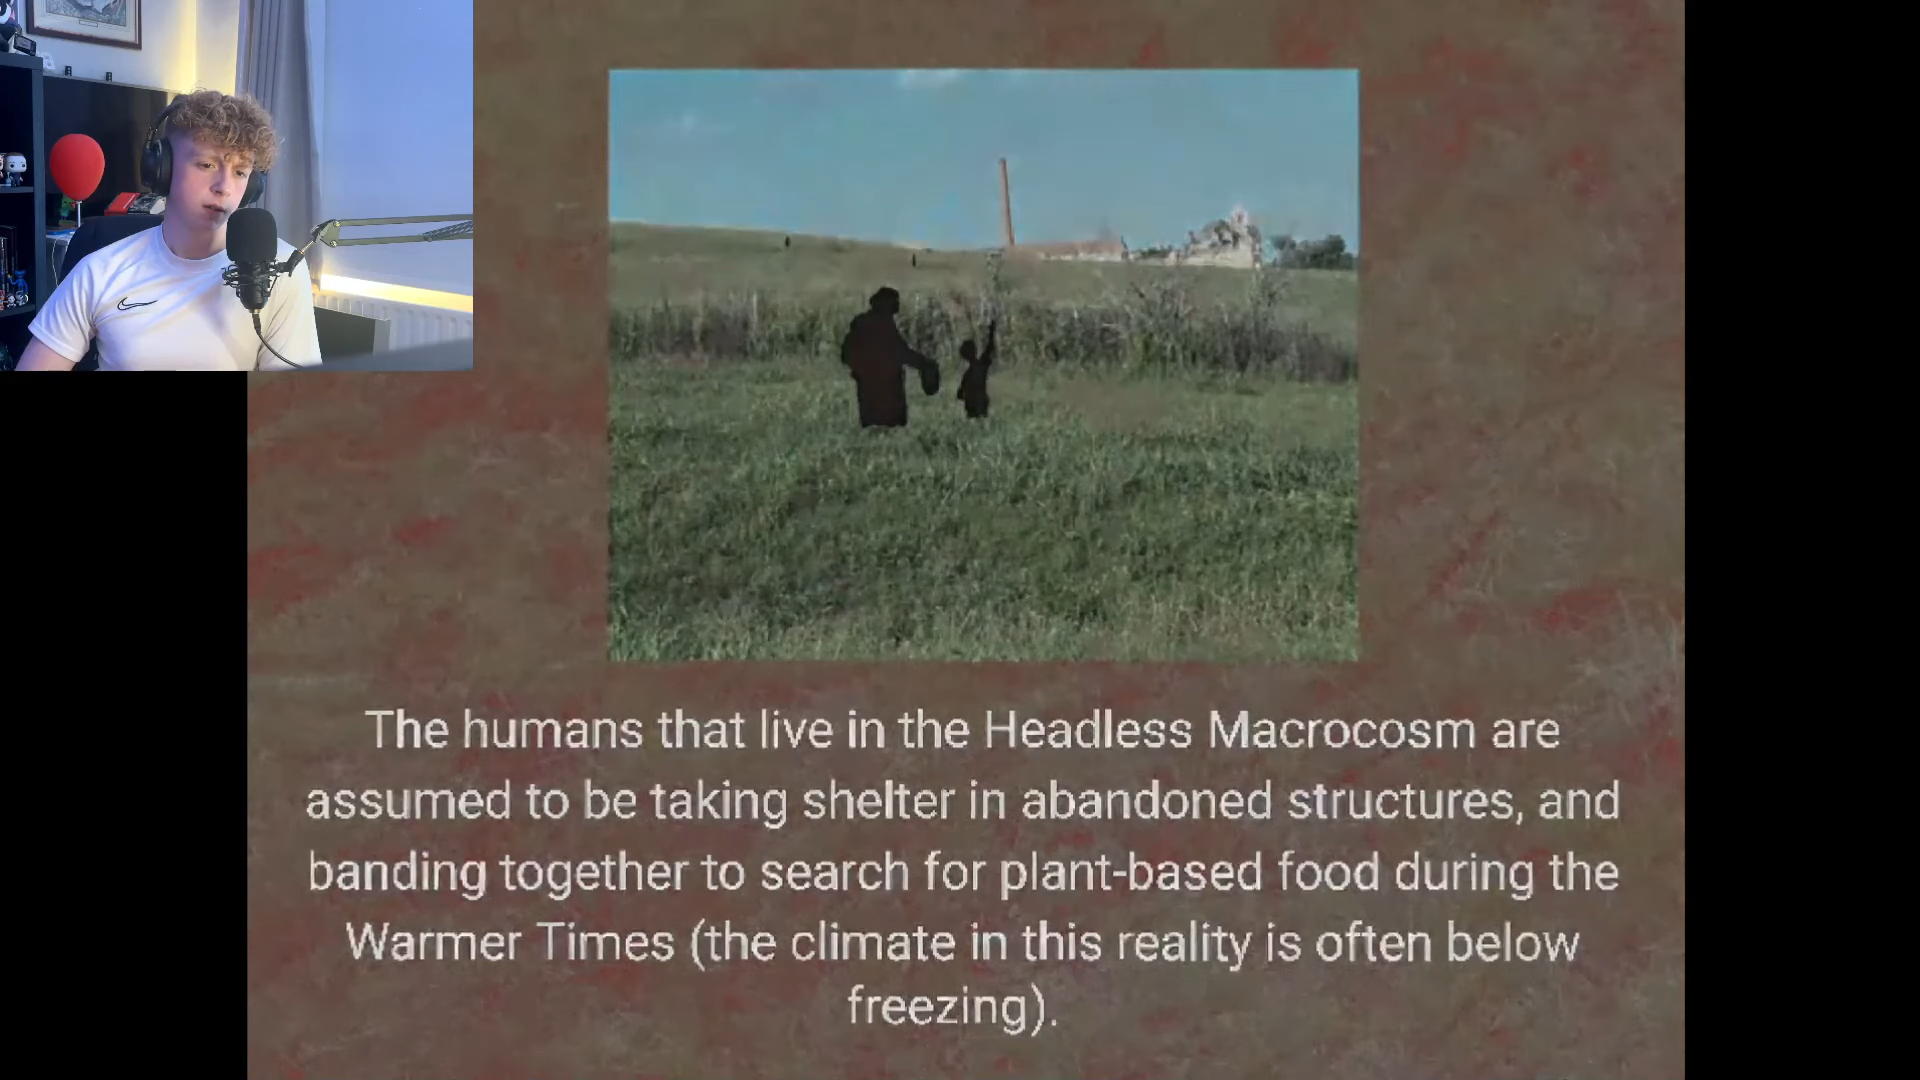 The humans that live in the Headless Macrocosm are
assumed to be taking shelter in abandoned structures, and
banding together to search for plant-based food during the
Warmer Times (the climate in this reality is often below
freezing).